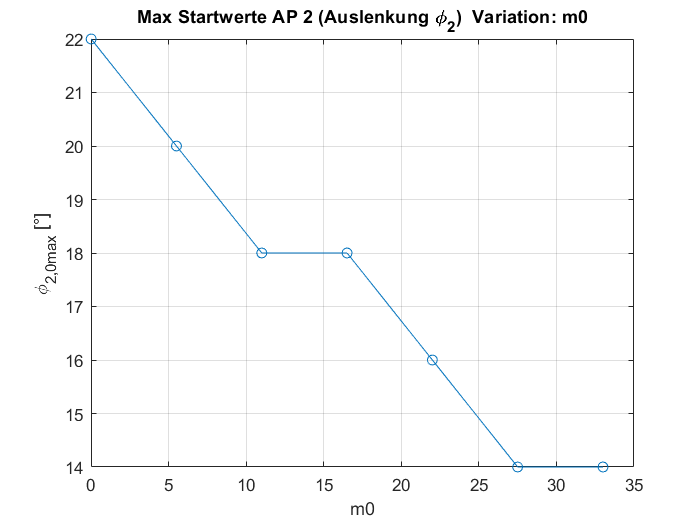 Max Startwerte AP 2 (Auslenkung ϕ₂)  Variation: m0
22
21
20
19
18
17
16
15
14
ϕ₂,₀ₘₐₓ [°]
0 5 10 15 20 25 30 35
m0